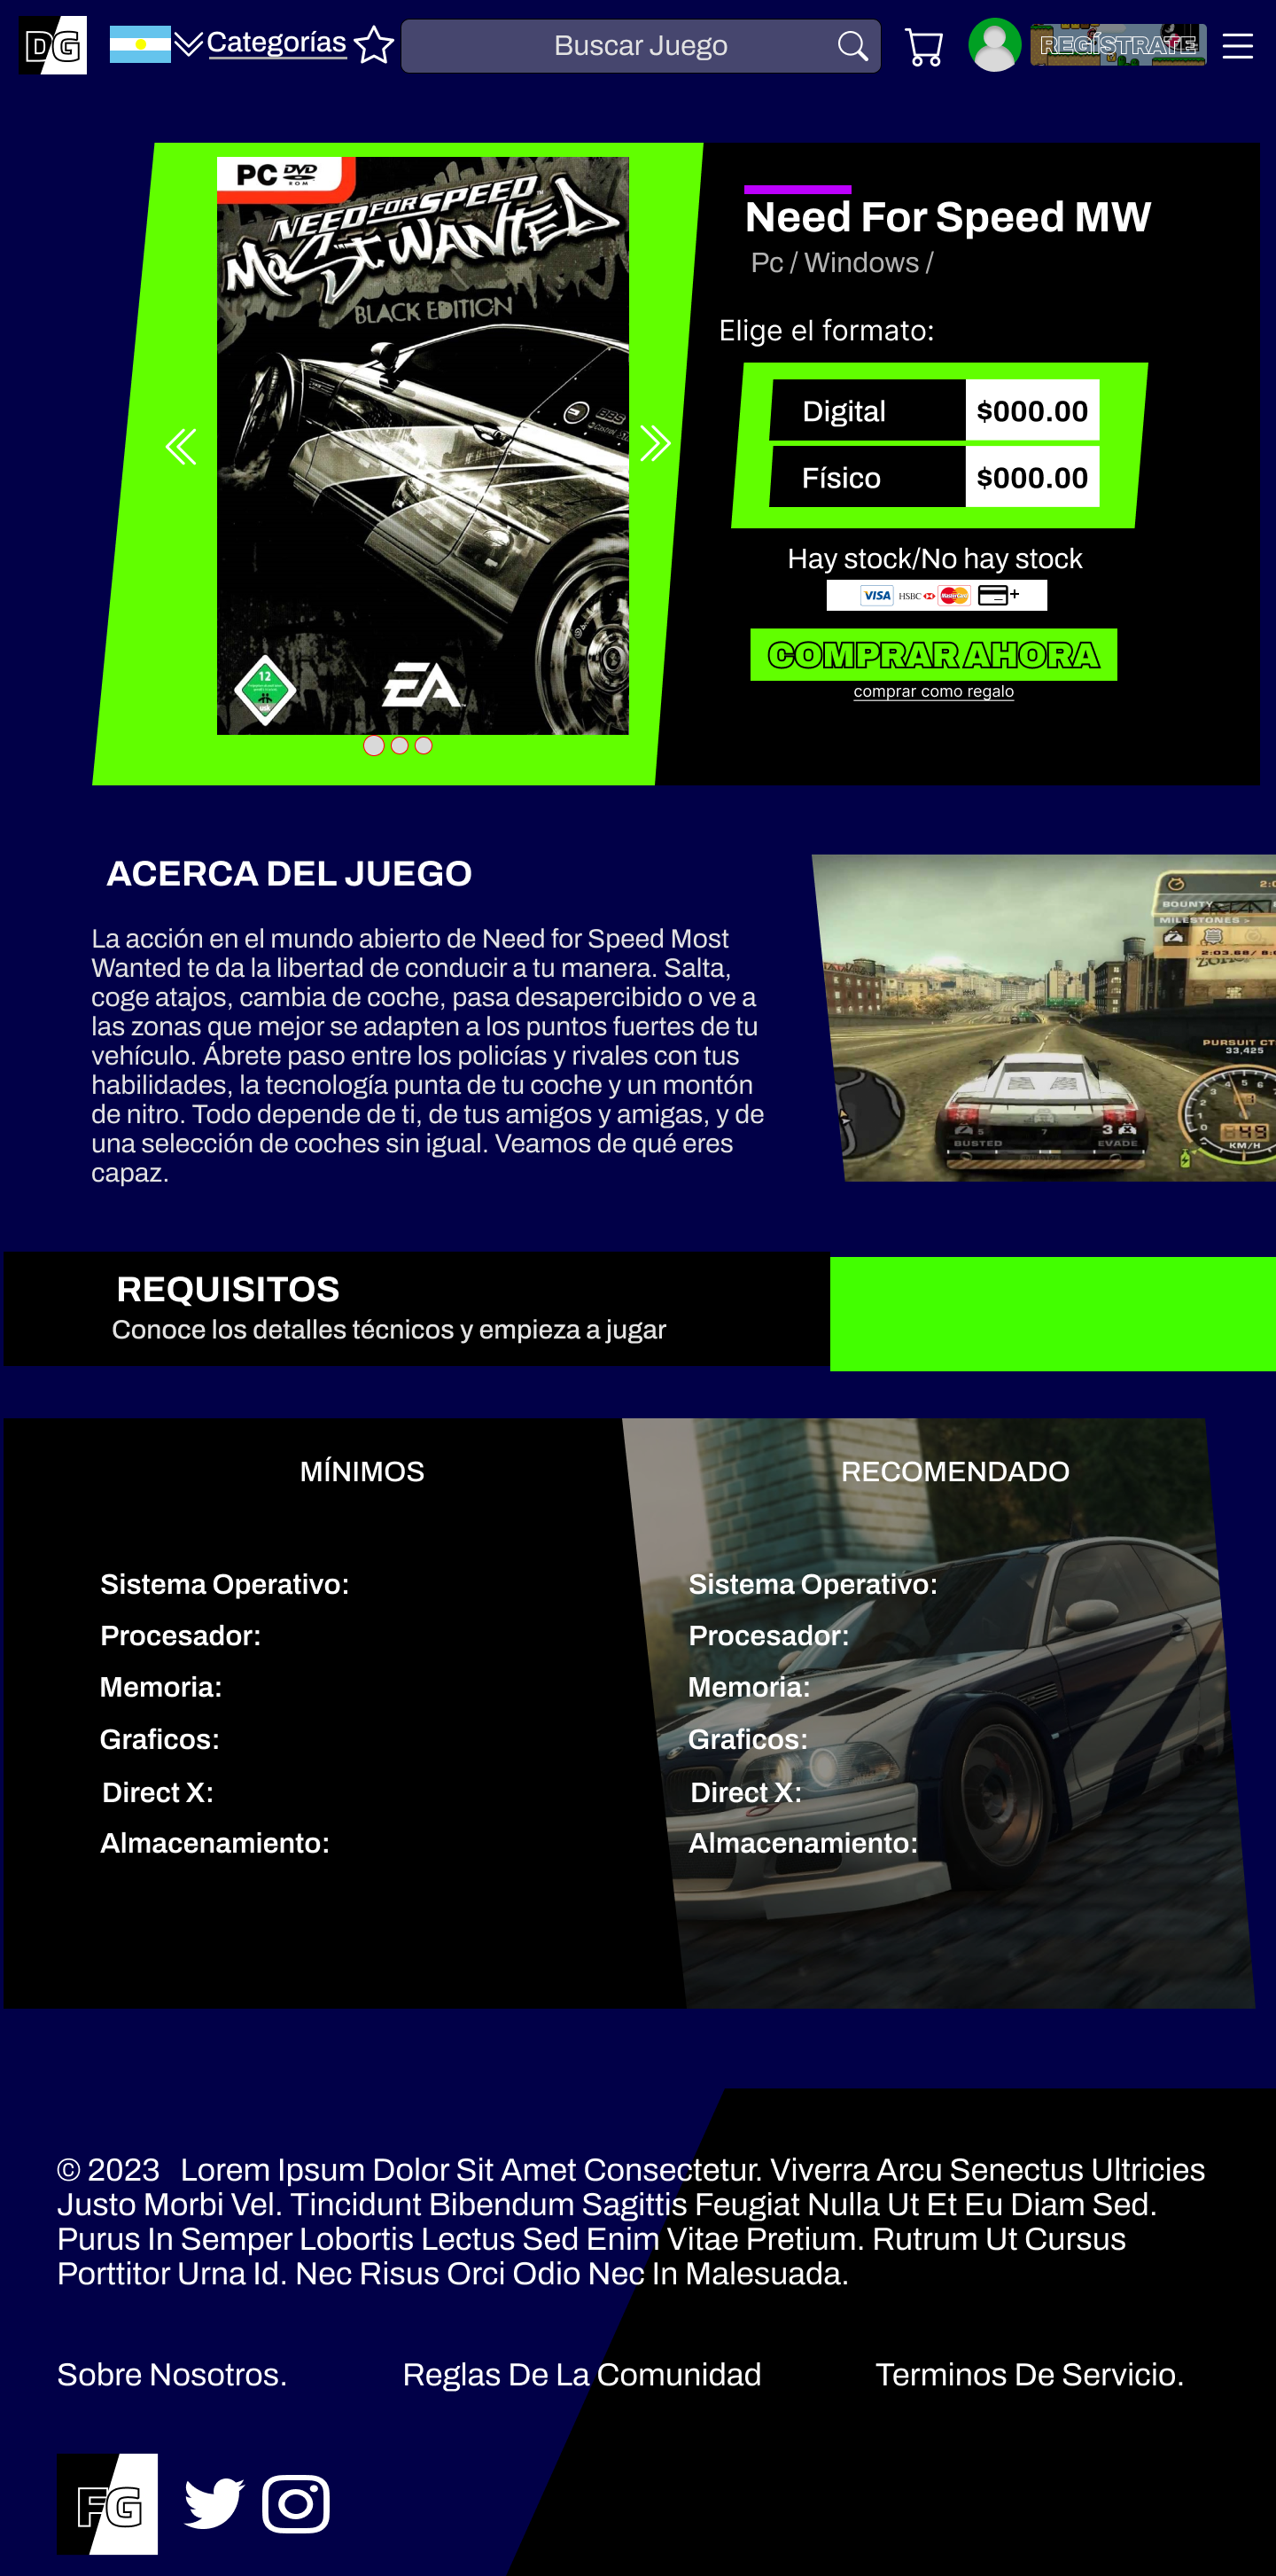 DG
Categorías
Buscar Juego
REGÍSTRATE
PC DVD
ROM
NEED FOR SPEED
MOST WANTED
BLACK EDITION
BBS
12
usk
EA
Need For Speed MW
Pc / Windows /
Elige el formato:
Digital $000.00
Físico $000.00
Hay stock/No hay stock
VISA HSBC MasterCard
COMPRAR AHORA
comprar como regalo
ACERCA DEL JUEGO
La acción en el mundo abierto de Need for Speed Most
Wanted te da la libertad de conducir a tu manera. Salta,
coge atajos, cambia de coche, pasa desapercibido o ve a
las zonas que mejor se adapten a los puntos fuertes de tu
vehículo. Ábrete paso entre los policías y rivales con tus
habilidades, la tecnología punta de tu coche y un montón
de nitro. Todo depende de ti, de tus amigos y amigas, y de
una selección de coches sin igual. Veamos de qué eres
capaz.
BOUNTY
MILESTONES >
PURSUIT
33,425
5 7 3
BUSTED EVADE
49
KM/H
REQUISITOS
Conoce los detalles técnicos y empieza a jugar
MÍNIMOS
Sistema Operativo:
Procesador:
Memoria:
Graficos:
Direct X:
Almacenamiento:
RECOMENDADO
Sistema Operativo:
Procesador:
Memoria:
Graficos:
Direct X:
Almacenamiento:
© 2023 Lorem Ipsum Dolor Sit Amet Consectetur. Viverra Arcu Senectus Ultricies
Justo Morbi Vel. Tincidunt Bibendum Sagittis Feugiat Nulla Ut Et Eu Diam Sed.
Purus In Semper Lobortis Lectus Sed Enim Vitae Pretium. Rutrum Ut Cursus
Porttitor Urna Id. Nec Risus Orci Odio Nec In Malesuada.
Sobre Nosotros. Reglas De La Comunidad Terminos De Servicio.
FG